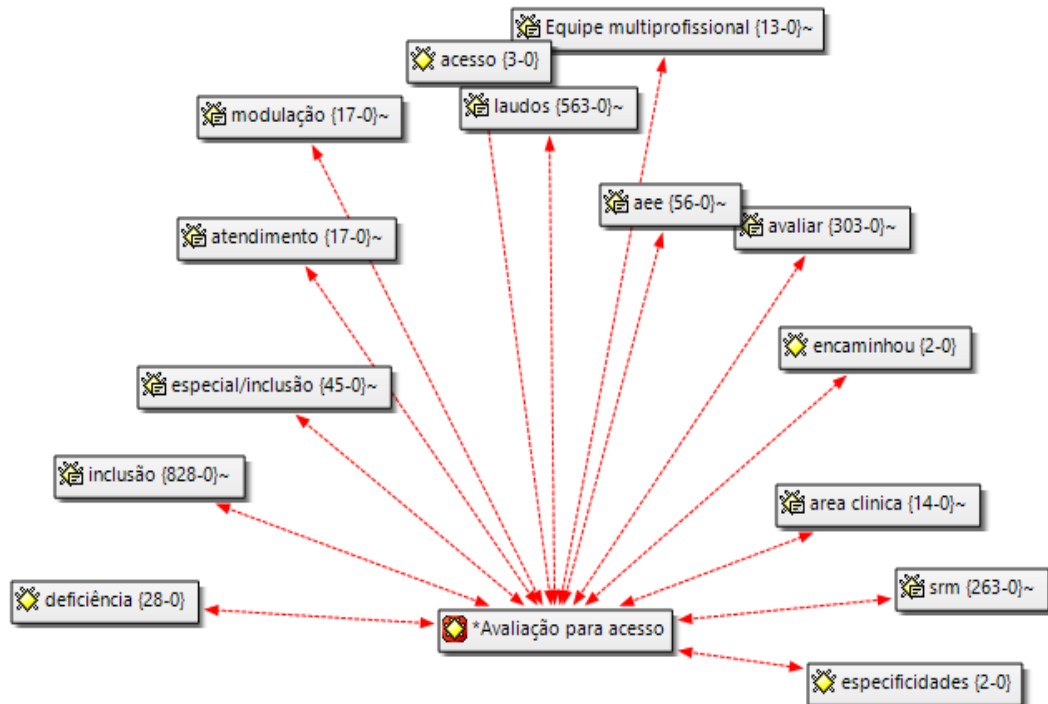 Equipe multiprofissional {13-0}~
acesso {3-0}
laudos {563-0}~
modulação {17-0}~
aee {56-0}~
atendimento {17-0}~
avaliar {303-0}~
encaminhou {2-0}
especial/inclusão {45-0}~
inclusão {828-0}~
area clinica {14-0}~
srm {263-0}~
deficiência {28-0}
*Avaliação para acesso
especificidades {2-0}